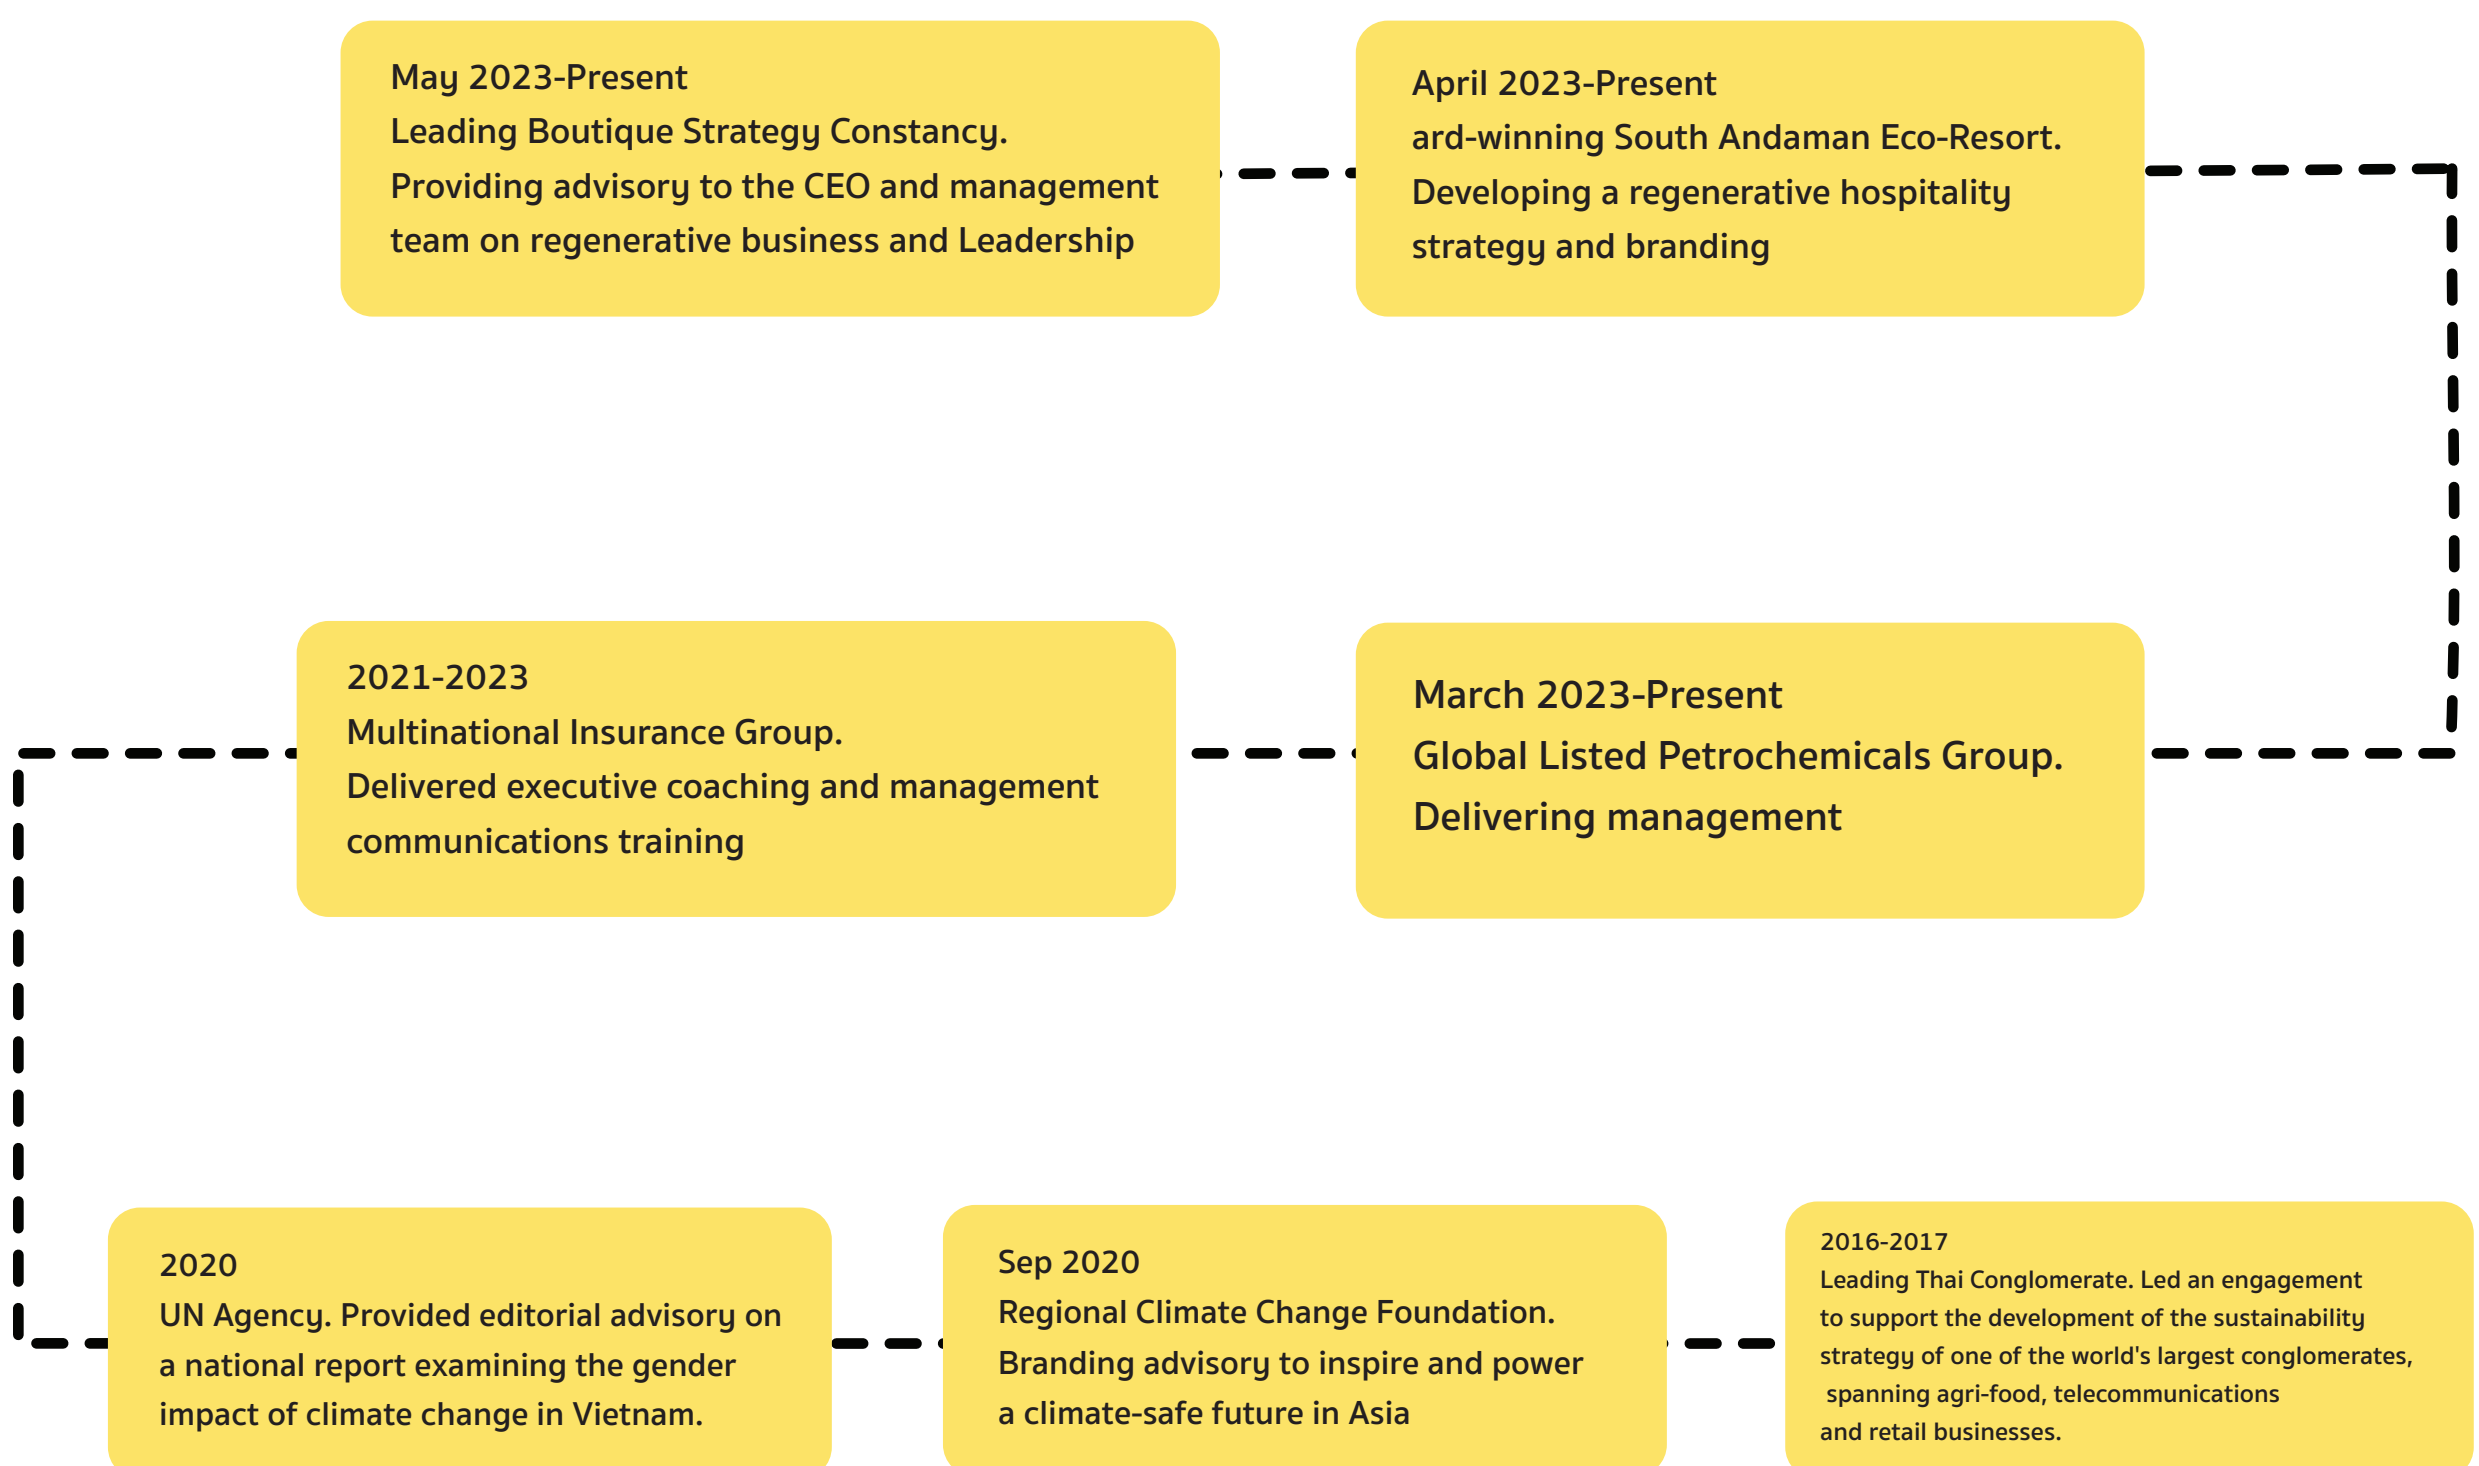 May 2023-Present
Leading Boutique Strategy Constancy.
Providing advisory to the CEO and management
team on regenerative business and Leadership
April 2023-Present
ard-winning South Andaman Eco-Resort.
Developing a regenerative hospitality
strategy and branding
2021-2023
Multinational Insurance Group.
Delivered executive coaching and management
communications training
March 2023-Present
Global Listed Petrochemicals Group.
Delivering management
2020
UN Agency. Provided editorial advisory on
a national report examining the gender
impact of climate change in Vietnam.
Sep 2020
Regional Climate Change Foundation.
Branding advisory to inspire and power
a climate-safe future in Asia
2016-2017
Leading Thai Conglomerate. Led an engagement
to support the development of the sustainability
strategy of one of the world's largest conglomerates,
spanning agri-food, telecommunications
and retail businesses.